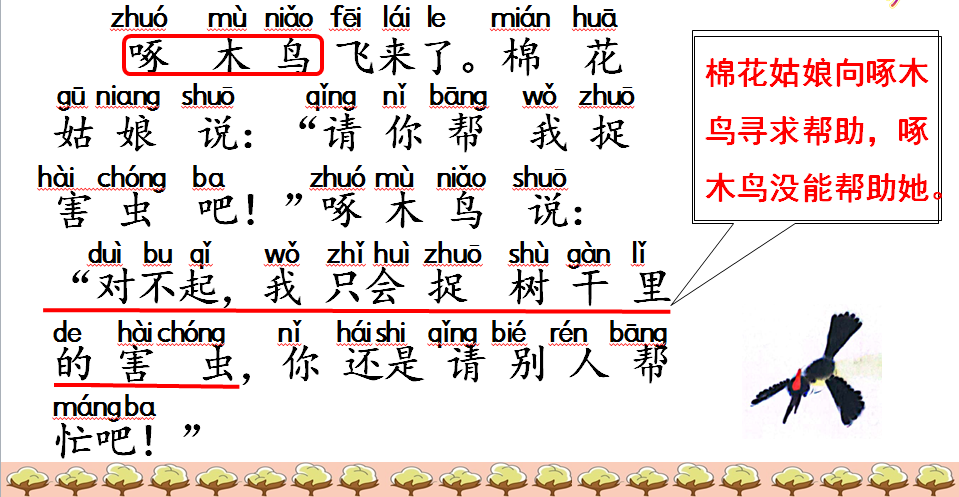 zhuó mù niǎo fēi lái le mián huā
啄木鸟飞来了。棉花
gū niang shuō qǐng nǐ bāng wǒ zhuō
姑娘说：“请你帮我捉
hài chóng ba zhuó mù niǎo shuō
害虫吧！”啄木鸟说：
duì bu qǐ wǒ zhǐ huì zhuō shù gàn lǐ
“对不起，我只会捉树干里
de hài chóng nǐ hái shi qǐng bié rén bāng
的害虫，你还是请别人帮
máng ba
忙吧！”
棉花姑娘向啄木
鸟寻求帮助，啄
木鸟没能帮助她。